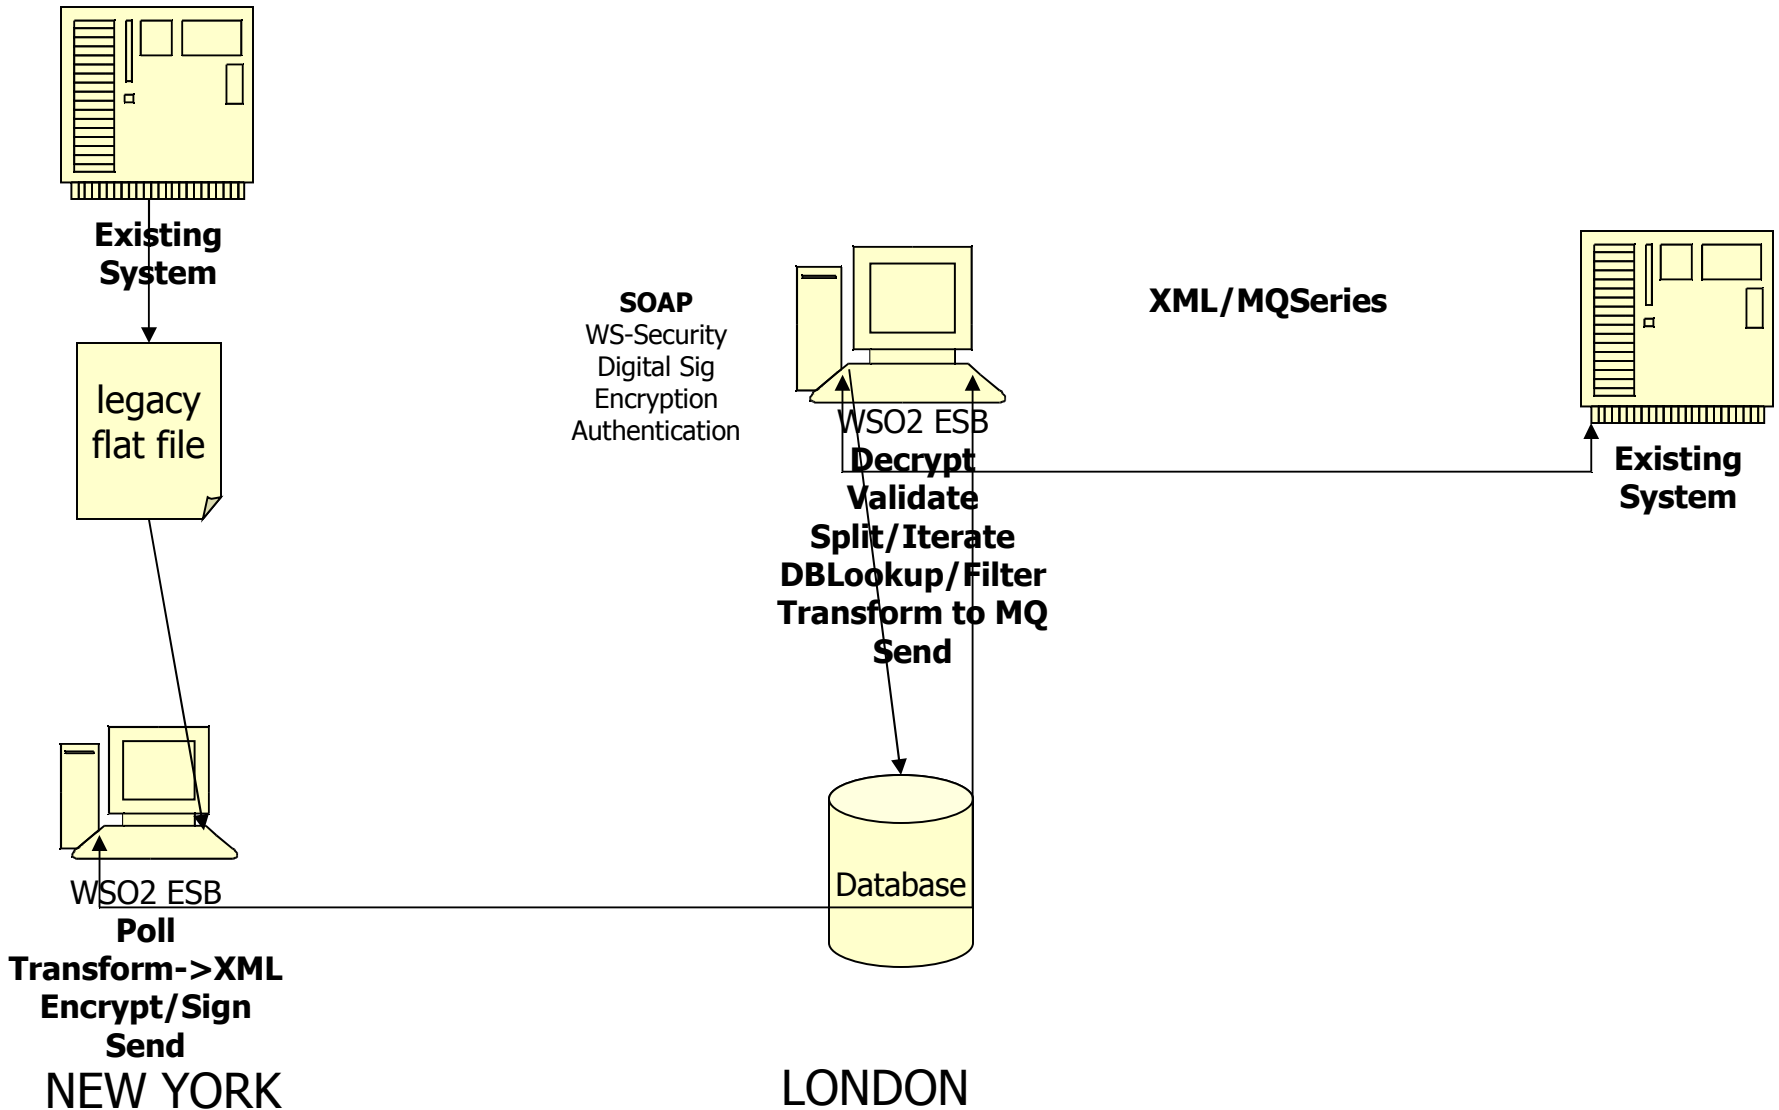 Existing
System
legacy
flat file
WSO2 ESB
Poll
Transform->XML
Encrypt/Sign
Send
NEW YORK
SOAP
WS-Security
Digital Sig
Encryption
Authentication
WSO2 ESB
Decrypt
Validate
Split/Iterate
DBLookup/Filter
Transform to MQ
Send
Database
LONDON
XML/MQSeries
Existing
System